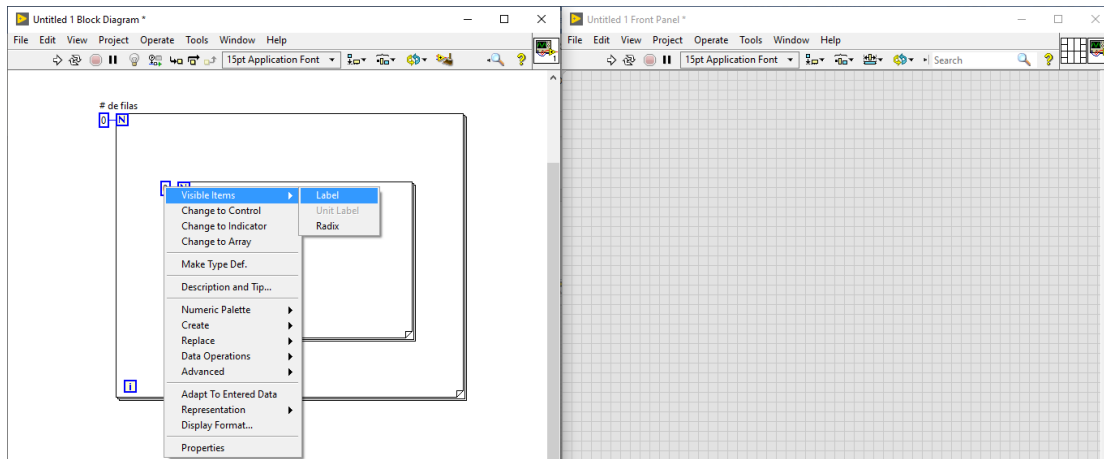 Untitled 1 Block Diagram *
File Edit View Project Operate Tools Window Help
15pt Application Font
1
# de filas
0 N
N
Visible Items
Change to Control
Change to Indicator
Change to Array
Make Type Def.
Description and Tip...
Numeric Palette
Create
Replace
Data Operations
Advanced
Adapt To Entered Data
Representation
Display Format...
Properties
Label
Unit Label
Radix
i
Untitled 1 Front Panel *
File Edit View Project Operate Tools Window Help
15pt Application Font
Search